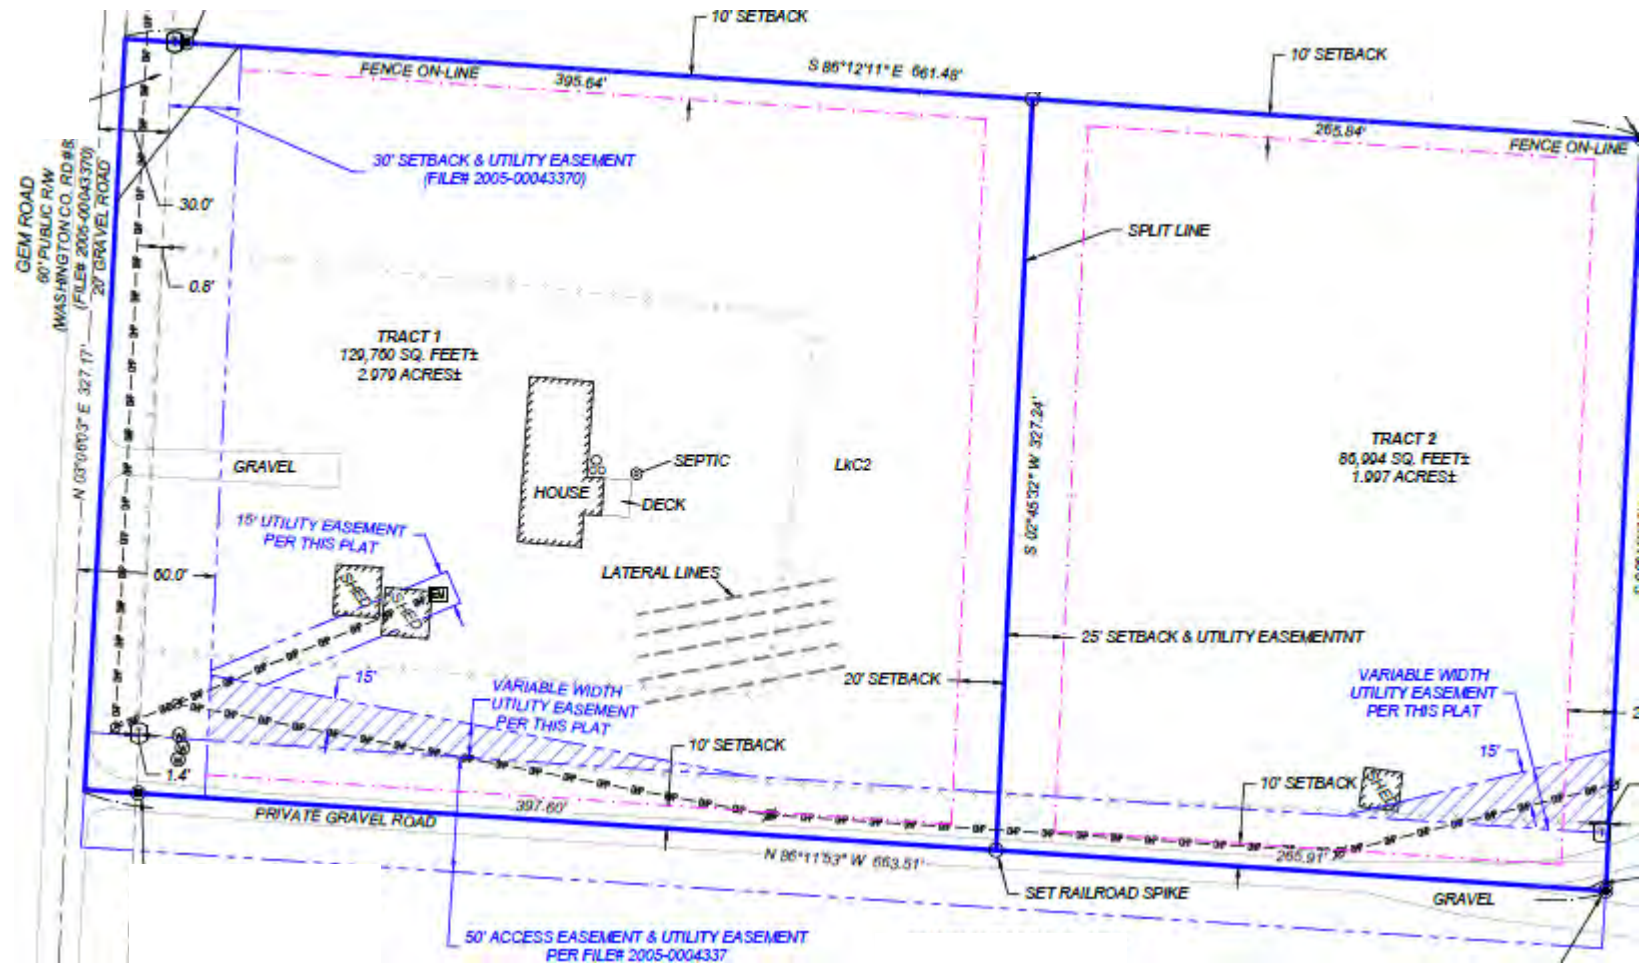 10' SETBACK
S 86°12'11" E 661.48'
10' SETBACK
FENCE ON-LINE
395.64'
265.84'
FENCE ON-LINE
30' SETBACK & UTILITY EASEMENT
(FILE# 2005-00043370)
GEM ROAD
60' PUBLIC R/W
(WASHINGTON CO. RD #8,
(FILE# 2005-00043370)
20' GRAVEL ROAD
30.0'
SPLIT LINE
0.8'
TRACT 1
129,760 SQ. FEET±
2.979 ACRES±
N 03°06'03" E 327.17'
S 02°45'32" W 327.24'
TRACT 2
86,994 SQ. FEET±
1.997 ACRES±
GRAVEL
SEPTIC
LkC2
HOUSE
DECK
15' UTILITY EASEMENT
PER THIS PLAT
60.0'
LATERAL LINES
SHED
SHED
25' SETBACK & UTILITY EASEMENTNT
15'
VARIABLE WIDTH
UTILITY EASEMENT
PER THIS PLAT
20' SETBACK
VARIABLE WIDTH
UTILITY EASEMENT
PER THIS PLAT
10' SETBACK
15'
1.4'
10' SETBACK
SHED
397.60'
PRIVATE GRAVEL ROAD
N 86°11'53" W 663.51'
265.91'
SET RAILROAD SPIKE
GRAVEL
50' ACCESS EASEMENT & UTILITY EASEMENT
PER FILE# 2005-0004337